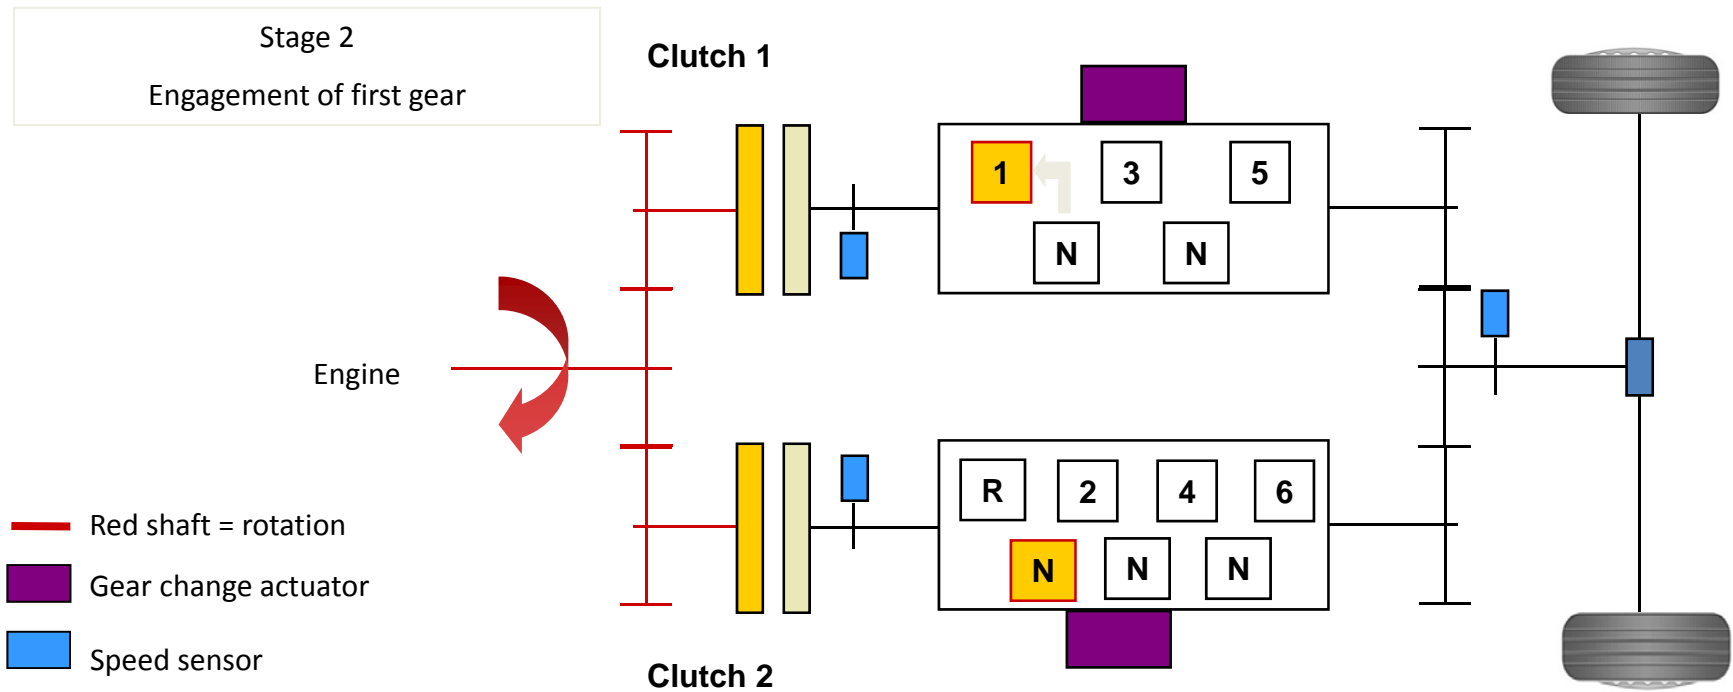 Stage 2
Engagement of first gear
Clutch 1
1 3 5
N N
Engine
R 2 4 6
N N N
Red shaft = rotation
Gear change actuator
Speed sensor
Clutch 2